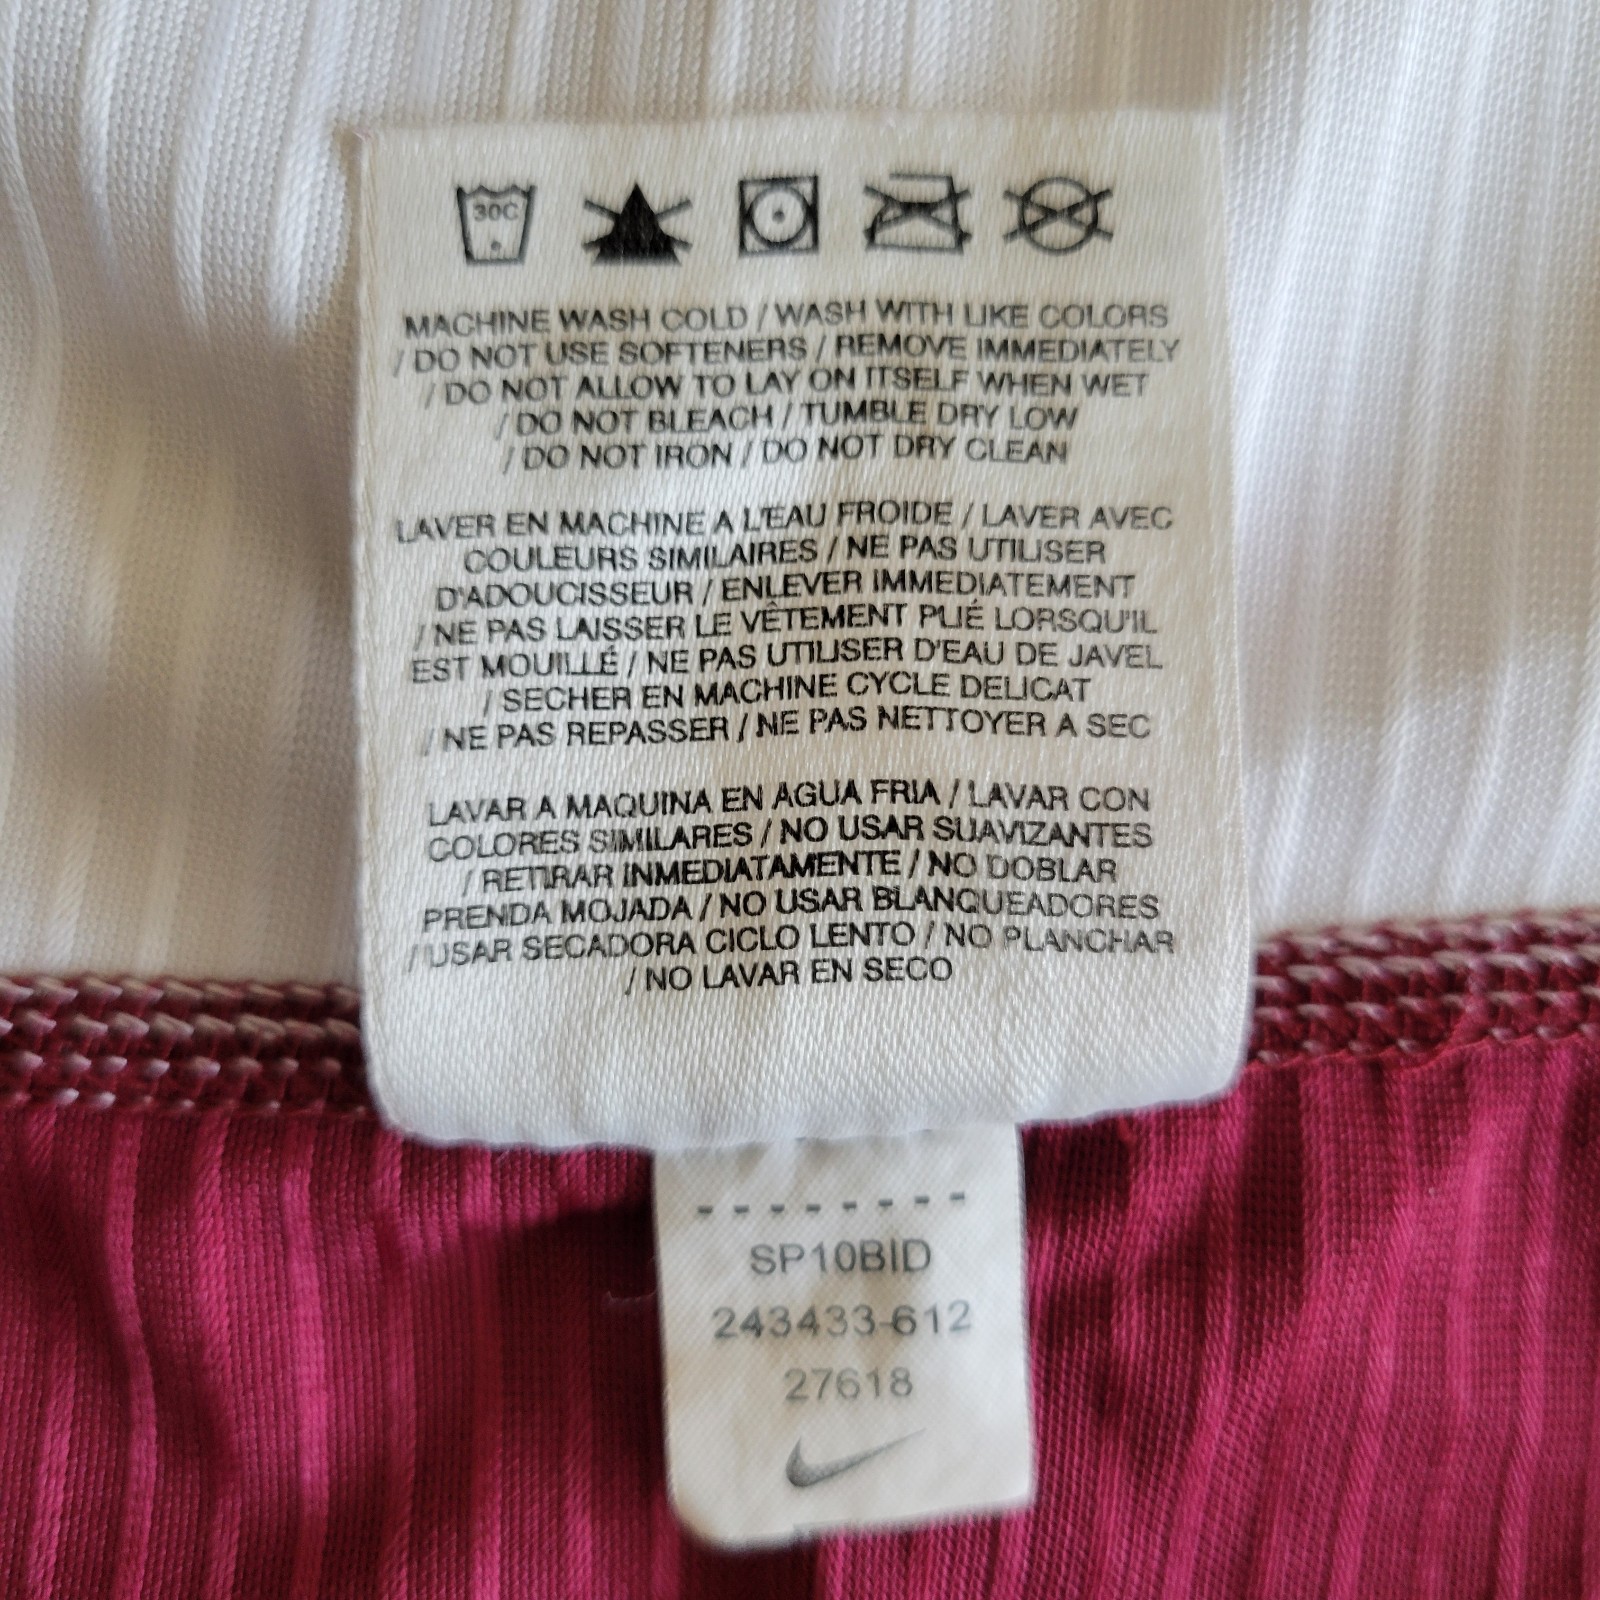 30C
MACHINE WASH COLD / WASH WITH LIKE COLORS
/ DO NOT USE SOFTENERS / REMOVE IMMEDIATELY
/ DO NOT ALLOW TO LAY ON ITSELF WHEN WET
/ DO NOT BLEACH / TUMBLE DRY LOW
/ DO NOT IRON / DO NOT DRY CLEAN
LAVER EN MACHINE A L'EAU FROIDE / LAVER AVEC
COULEURS SIMILAIRES / NE PAS UTILISER
D'ADOUCISSEUR / ENLEVER IMMEDIATEMENT
/ NE PAS LAISSER LE VÊTEMENT PLIÉ LORSQU'IL
EST MOUILLÉ / NE PAS UTILISER D'EAU DE JAVEL
/ SECHER EN MACHINE CYCLE DELICAT
/ NE PAS REPASSER / NE PAS NETTOYER A SEC
LAVAR A MAQUINA EN AGUA FRIA / LAVAR CON
COLORES SIMILARES / NO USAR SUAVIZANTES
/ RETIRAR INMEDIATAMENTE / NO DOBLAR
PRENDA MOJADA / NO USAR BLANQUEADORES
/ USAR SECADORA CICLO LENTO / NO PLANCHAR
/ NO LAVAR EN SECO
--------
SP10BID
243433-612
27618